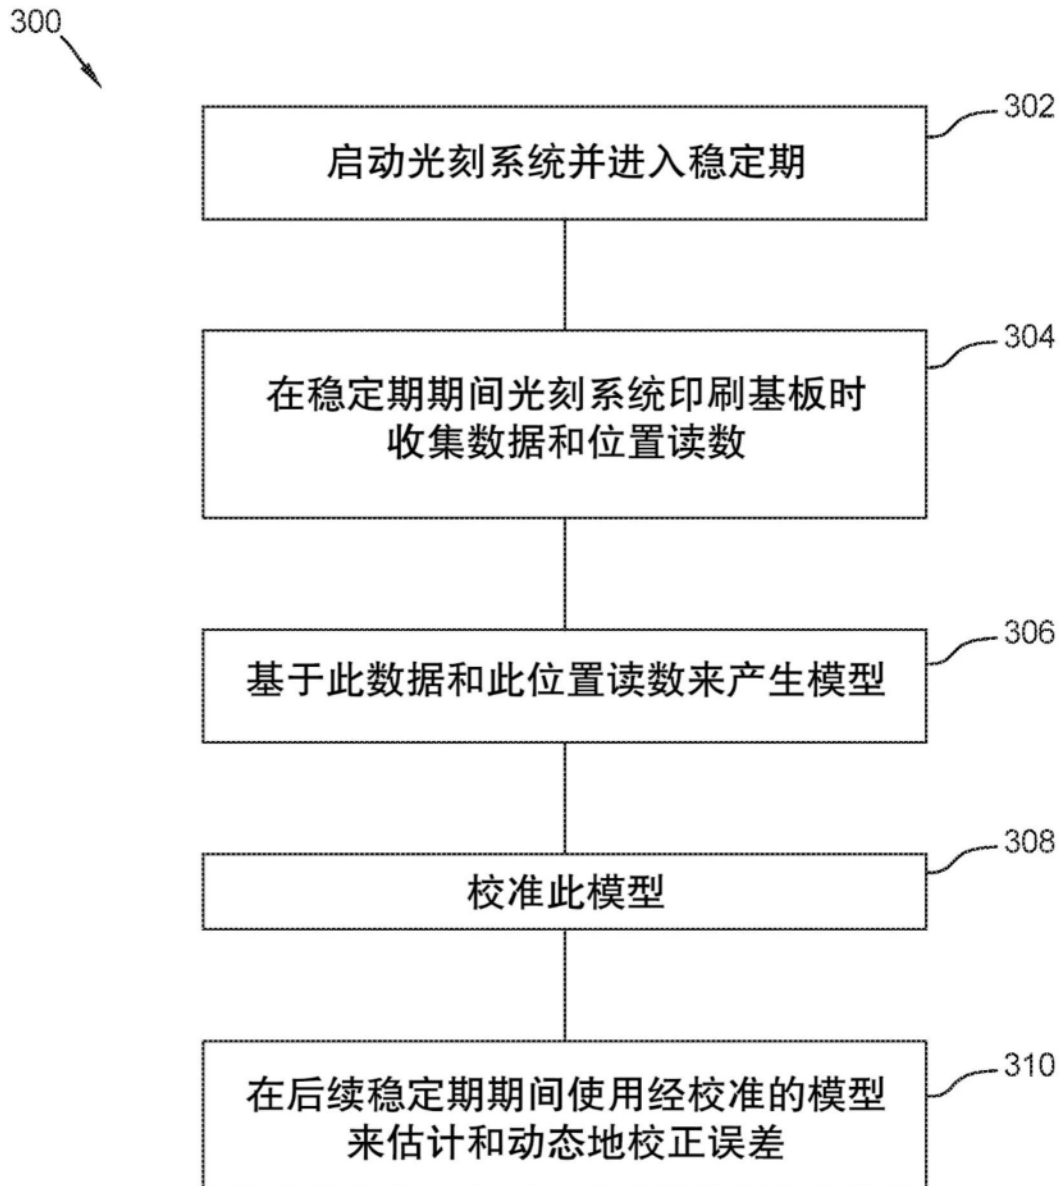 300
302
启动光刻系统并进入稳定期
304
在稳定期期间光刻系统印刷基板时
收集数据和位置读数
306
基于此数据和此位置读数来产生模型
308
校准此模型
310
在后续稳定期期间使用经校准的模型
来估计和动态地校正误差